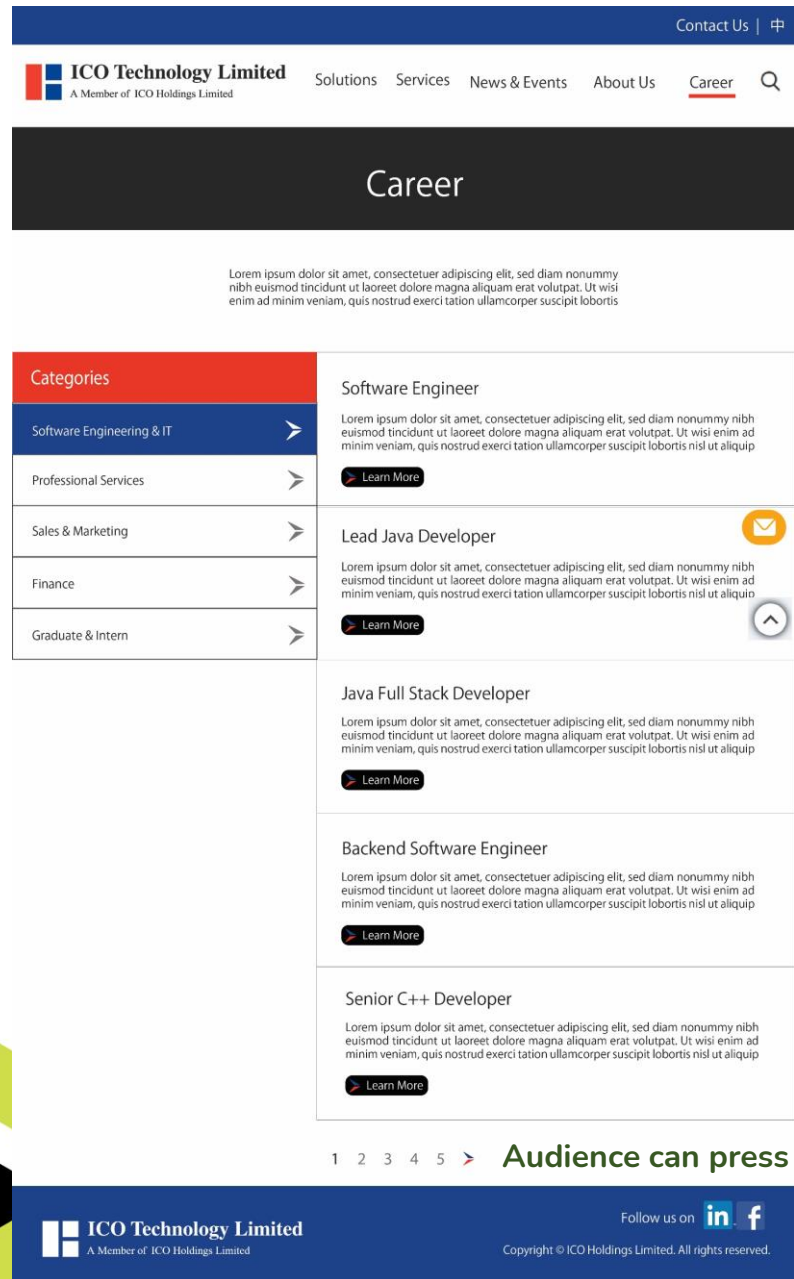 Contact Us | 中
ICO Technology Limited
A Member of ICO Holdings Limited
Solutions Services News & Events About Us Career
Career
Lorem ipsum dolor sit amet, consectetuer adipiscing elit, sed diam nonummy
nibh euismod tincidunt ut laoreet dolore magna aliquam erat volutpat. Ut wisi
enim ad minim veniam, quis nostrud exerci tation ullamcorper suscipit lobortis
Categories
Software Engineering & IT
Professional Services
Sales & Marketing
Finance
Graduate & Intern
Software Engineer
Lorem ipsum dolor sit amet, consectetuer adipiscing elit, sed diam nonummy nibh
euismod tincidunt ut laoreet dolore magna aliquam erat volutpat. Ut wisi enim ad
minim veniam, quis nostrud exerci tation ullamcorper suscipit lobortis nisl ut aliquip
Learn More
Lead Java Developer
Lorem ipsum dolor sit amet, consectetuer adipiscing elit, sed diam nonummy nibh
euismod tincidunt ut laoreet dolore magna aliquam erat volutpat. Ut wisi enim ad
minim veniam, quis nostrud exerci tation ullamcorper suscipit lobortis nisl ut aliquip
Learn More
Java Full Stack Developer
Lorem ipsum dolor sit amet, consectetuer adipiscing elit, sed diam nonummy nibh
euismod tincidunt ut laoreet dolore magna aliquam erat volutpat. Ut wisi enim ad
minim veniam, quis nostrud exerci tation ullamcorper suscipit lobortis nisl ut aliquip
Learn More
Backend Software Engineer
Lorem ipsum dolor sit amet, consectetuer adipiscing elit, sed diam nonummy nibh
euismod tincidunt ut laoreet dolore magna aliquam erat volutpat. Ut wisi enim ad
minim veniam, quis nostrud exerci tation ullamcorper suscipit lobortis nisl ut aliquip
Learn More
Senior C++ Developer
Lorem ipsum dolor sit amet, consectetuer adipiscing elit, sed diam nonummy nibh
euismod tincidunt ut laoreet dolore magna aliquam erat volutpat. Ut wisi enim ad
minim veniam, quis nostrud exerci tation ullamcorper suscipit lobortis nisl ut aliquip
Learn More
1 2 3 4 5 Audience can press
ICO Technology Limited
A Member of ICO Holdings Limited
Follow us on in. f
Copyright © ICO Holdings Limited. All rights reserved.